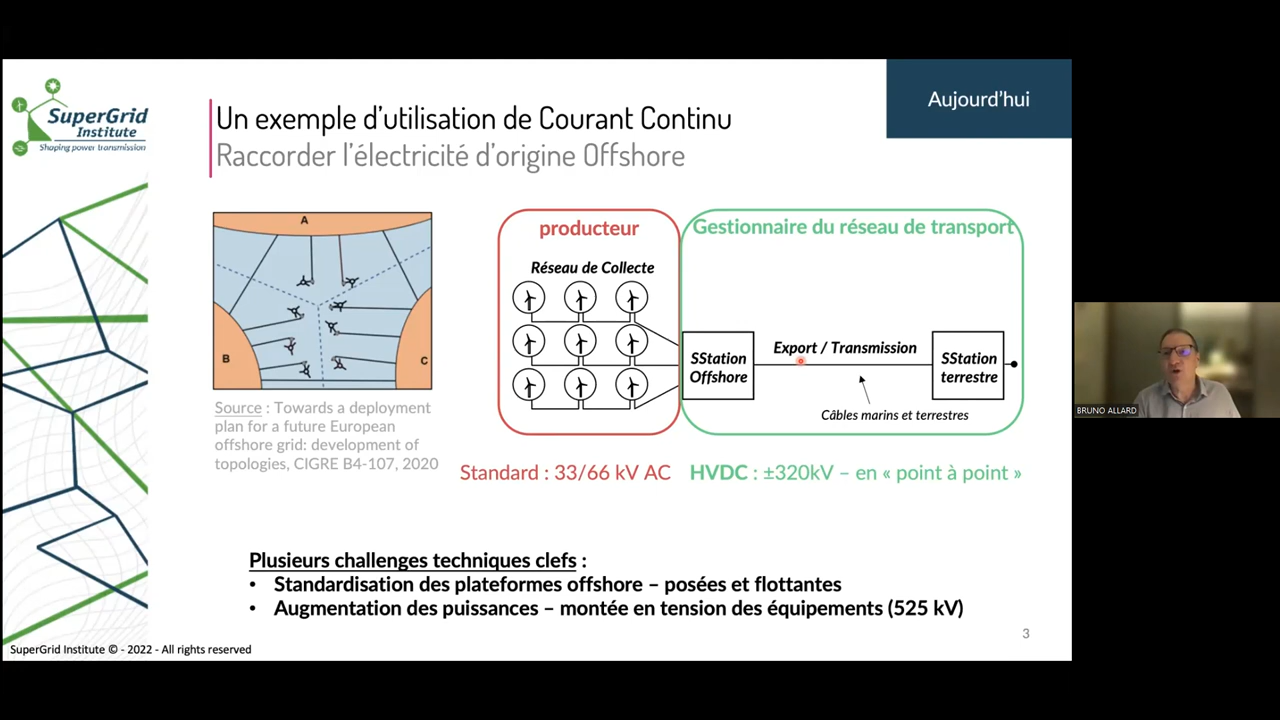 Aujourd'hui
SuperGrid
Institute
Shaping power transmission
Un exemple d'utilisation de Courant Continu
Raccorder l'électricité d'origine Offshore
A
B
C
Source : Towards a deployment
plan for a future European
offshore grid: development of
topologies, CIGRE B4-107, 2020
producteur
Réseau de Collecte
Gestionnaire du réseau de transport
SStation
Offshore
Export / Transmission
SStation
terrestre
Câbles marins et terrestres
Standard : 33/66 kV AC
HVDC : ±320kV – en « point à point »
Plusieurs challenges techniques clefs :
• Standardisation des plateformes offshore – posées et flottantes
• Augmentation des puissances – montée en tension des équipements (525 kV)
3
SuperGrid Institute © - 2022 - All rights reserved
BRUNO ALLARD